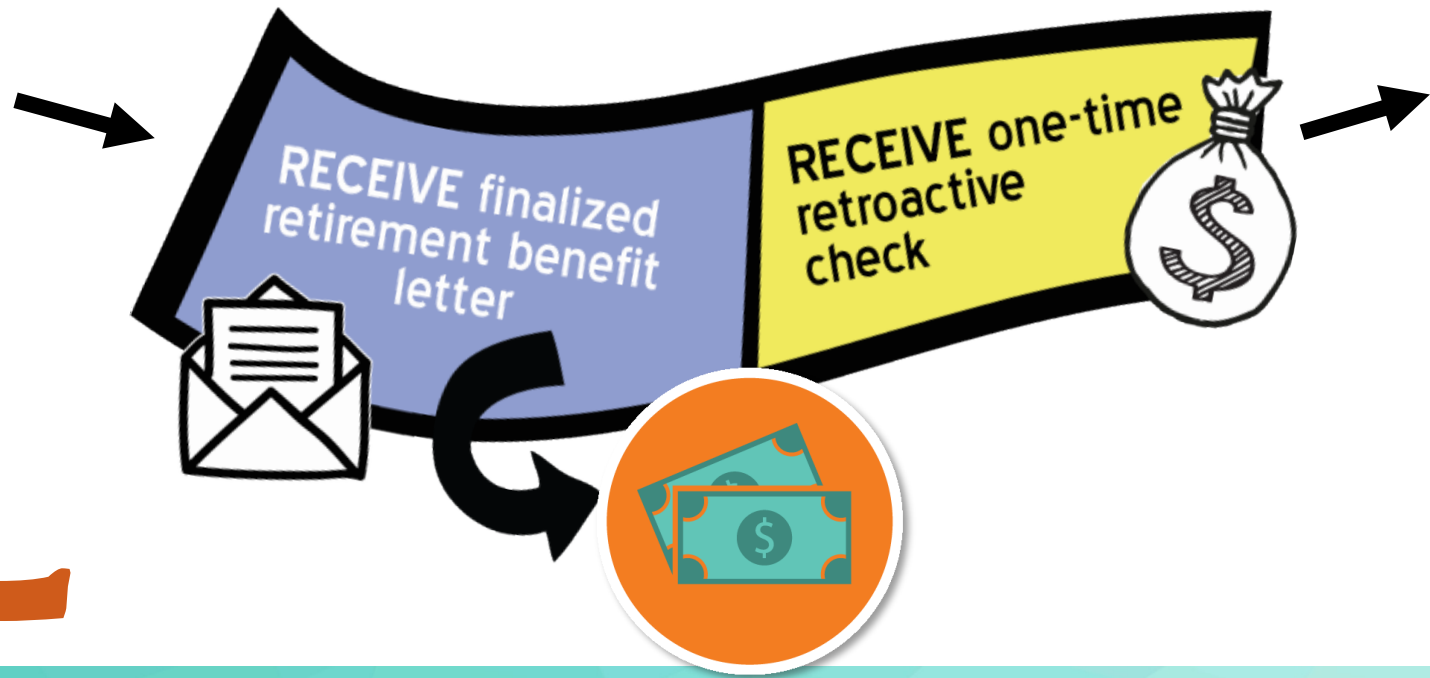 RECEIVE finalized
retirement benefit
letter
RECEIVE one-time
retroactive
check
$
$